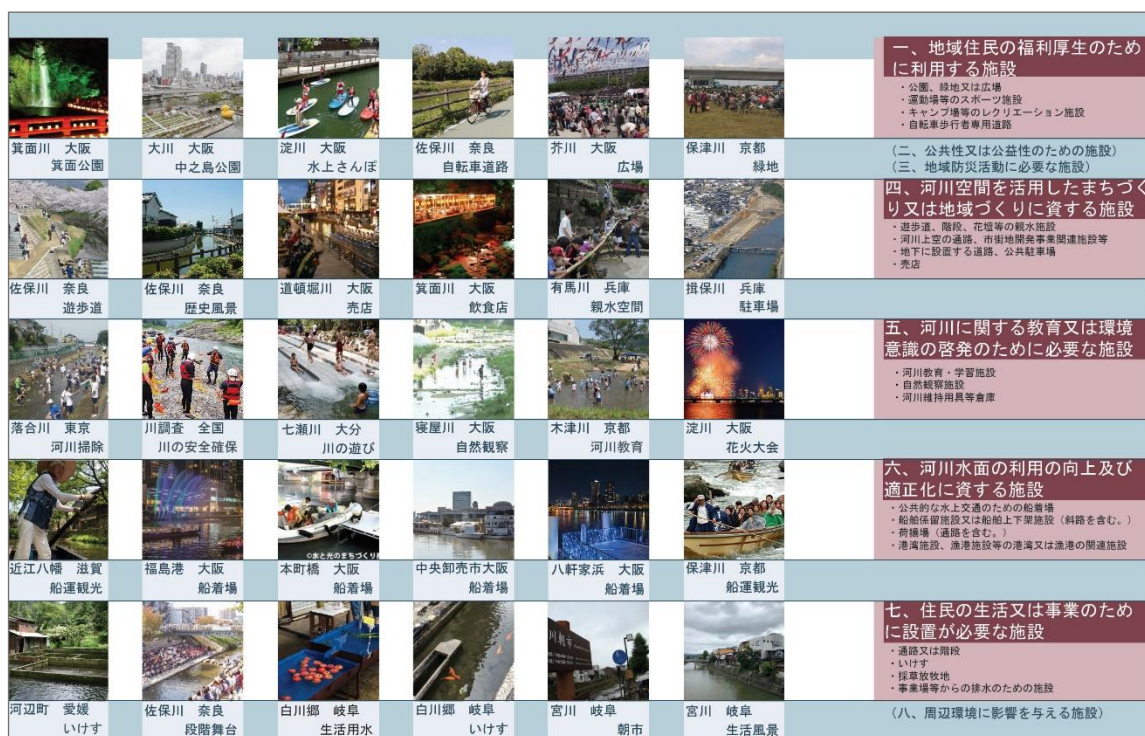 一、地域住民の福利厚生のため
に利用する施設
・公園、緑地又は広場
・運動場等のスポーツ施設
・キャンプ場等のレクリエーション施設
・自転車歩行者専用道路
箕面川 大阪
箕面公園
大川 大阪
中之島公園
淀川 大阪
水上さんぽ
佐保川 奈良
自転車道路
芥川 大阪
広場
保津川 京都
緑地
(二、公共性又は公益性のための施設)
(三、地域防災活動に必要な施設)
四、河川空間を活用したまちづく
り又は地域づくりに資する施設
・遊歩道、階段、花壇等の親水施設
・河川上空の通路、市街地開発事業関連施設等
・地下に設置する道路、公共駐車場
・売店
佐保川 奈良
遊歩道
佐保川 奈良
歴史風景
道頓堀川 大阪
売店
箕面川 大阪
飲食店
有馬川 兵庫
親水空間
揖保川 兵庫
駐車場
五、河川に関する教育又は環境
意識の啓発のために必要な施設
・河川教育・学習施設
・自然観察施設
・河川維持用具等倉庫
落合川 東京
河川掃除
川調査 全国
川の安全確保
七瀬川 大分
川の遊び
寝屋川 大阪
自然観察
木津川 京都
河川教育
淀川 大阪
花火大会
六、河川水面の利用の向上及び
適正化に資する施設
・公共的な水上交通のための船着場
・船舶係留施設又は船舶上下架施設(斜路を含む。)
・荷揚場(通路を含む。)
・港湾施設、漁港施設等の港湾又は漁港の関連施設
©水と光のまちづくり
近江八幡 滋賀
船運観光
福島港 大阪
船着場
本町橋 大阪
船着場
中央卸売市大阪
船着場
八軒家浜 大阪
船着場
保津川 京都
船運観光
七、住民の生活又は事業のため
に設置が必要な施設
・通路又は階段
・いけす
・採草放牧地
・事業場等からの排水のための施設
川朝市
河辺町 愛媛
いけす
佐保川 奈良
段階舞台
白川郷 岐阜
生活用水
白川郷 岐阜
いけす
宮川 岐阜
朝市
宮川 岐阜
生活風景
(八、周辺環境に影響を与える施設)